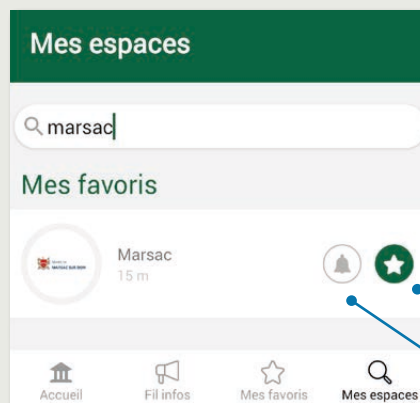 Mes espaces
marsac
Mes favoris
Marsac
15 m
Accueil
Fil infos
Mes favoris
Mes espaces